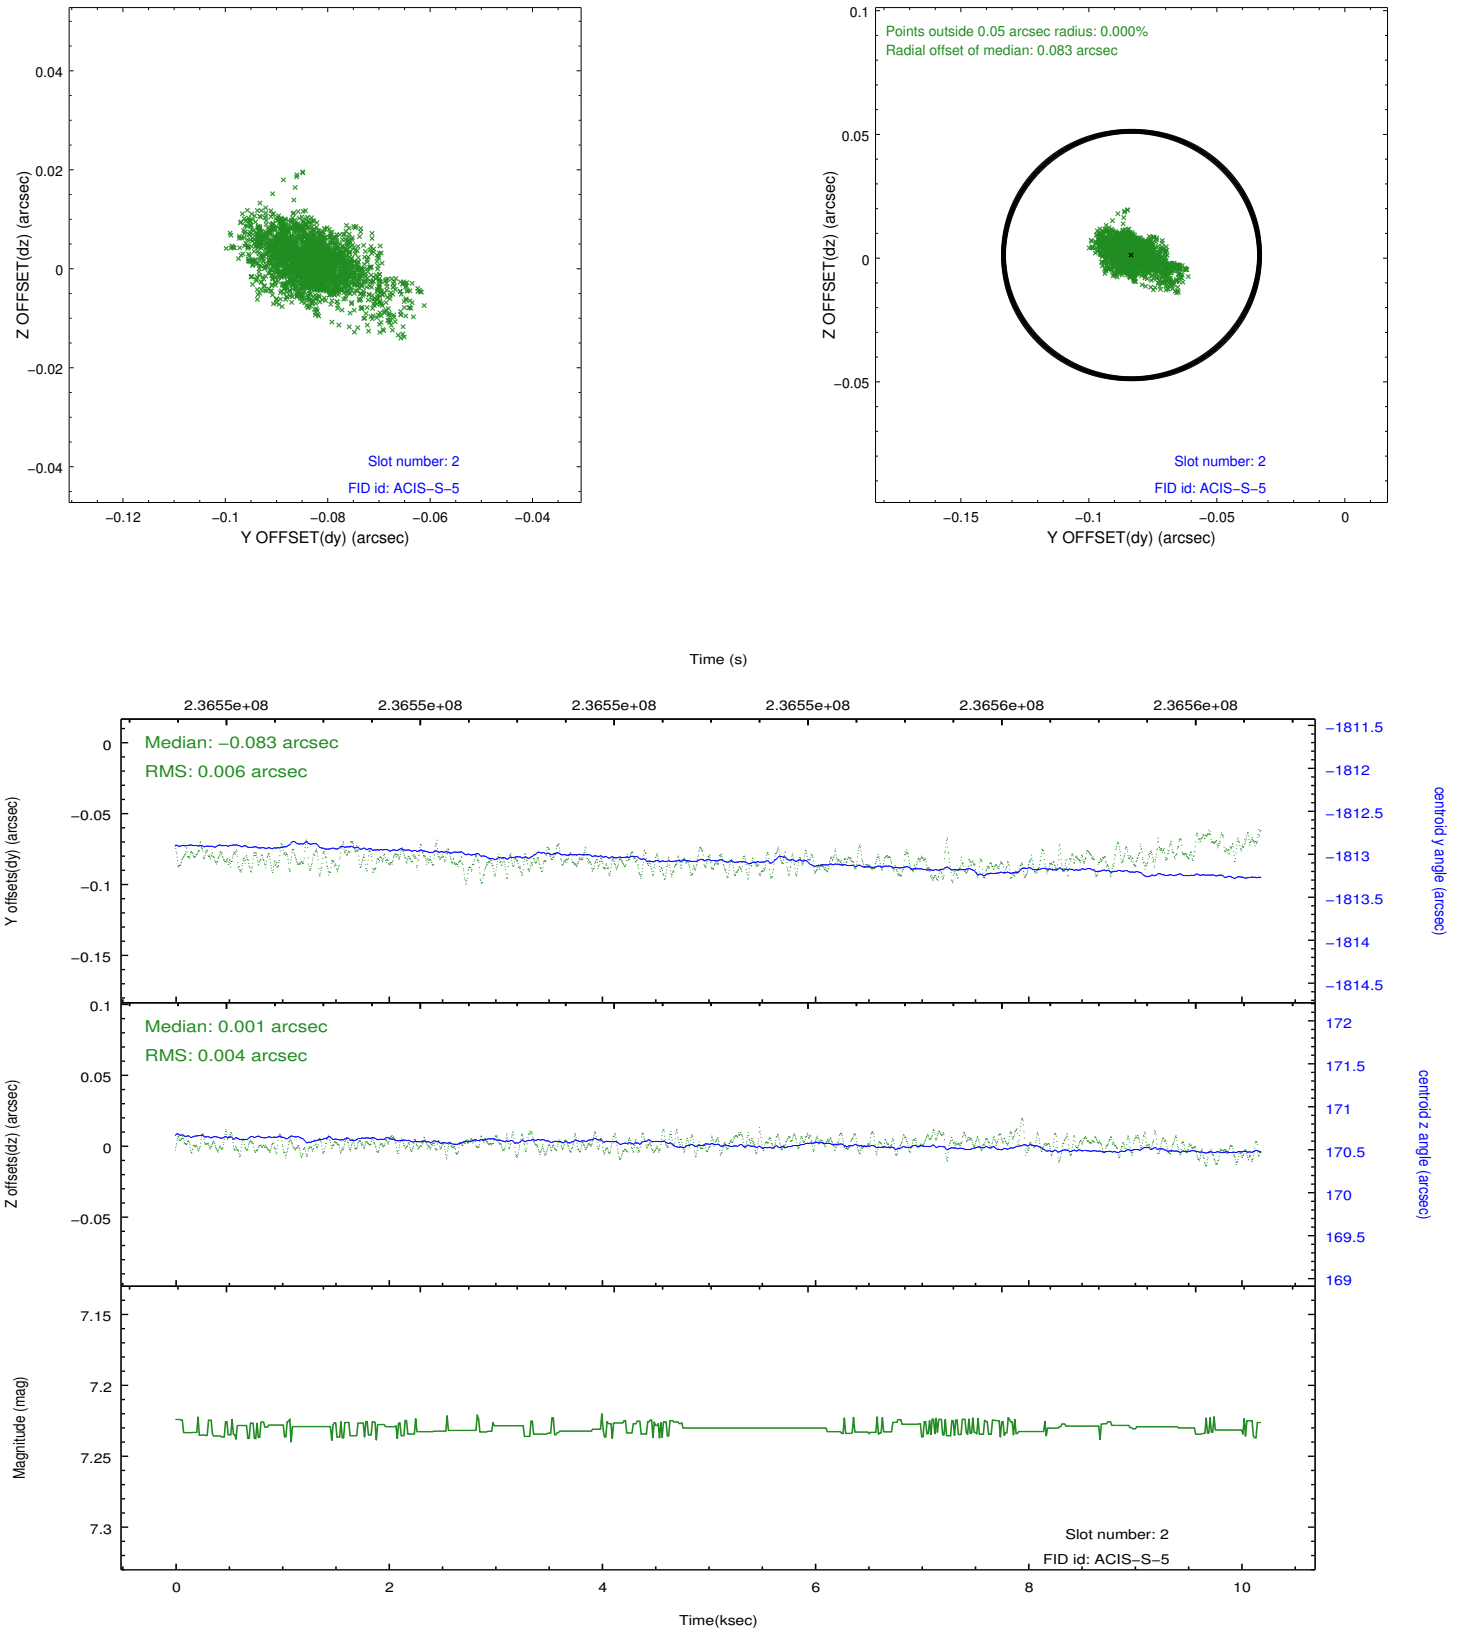 0.04
0.02
0
−0.02
−0.04
Z OFFSET(dz) (arcsec)
Slot number: 2
FID id: ACIS−S−5
−0.12
−0.1
−0.08
−0.06
−0.04
Y OFFSET(dy) (arcsec)
Points outside 0.05 arcsec radius: 0.000%
Radial offset of median: 0.083 arcsec
0.1
0.05
0
−0.05
Z OFFSET(dz) (arcsec)
Slot number: 2
FID id: ACIS−S−5
−0.15
−0.1
−0.05
0
Y OFFSET(dy) (arcsec)
Time (s)
2.3655e+08
2.3655e+08
2.3655e+08
2.3655e+08
2.3656e+08
2.3656e+08
Median: −0.083 arcsec
RMS: 0.006 arcsec
0
−0.05
−0.1
−0.15
Y offsets(dy) (arcsec)
−1811.5
−1812
−1812.5
−1813
−1813.5
−1814
−1814.5
centroid y angle (arcsec)
Median: 0.001 arcsec
RMS: 0.004 arcsec
0.1
0.05
0
−0.05
Z offsets(dz) (arcsec)
172
171.5
171
170.5
170
169.5
169
centroid z angle (arcsec)
7.15
7.2
7.25
7.3
Magnitude (mag)
Slot number: 2
FID id: ACIS−S−5
0
2
4
6
8
10
Time(ksec)